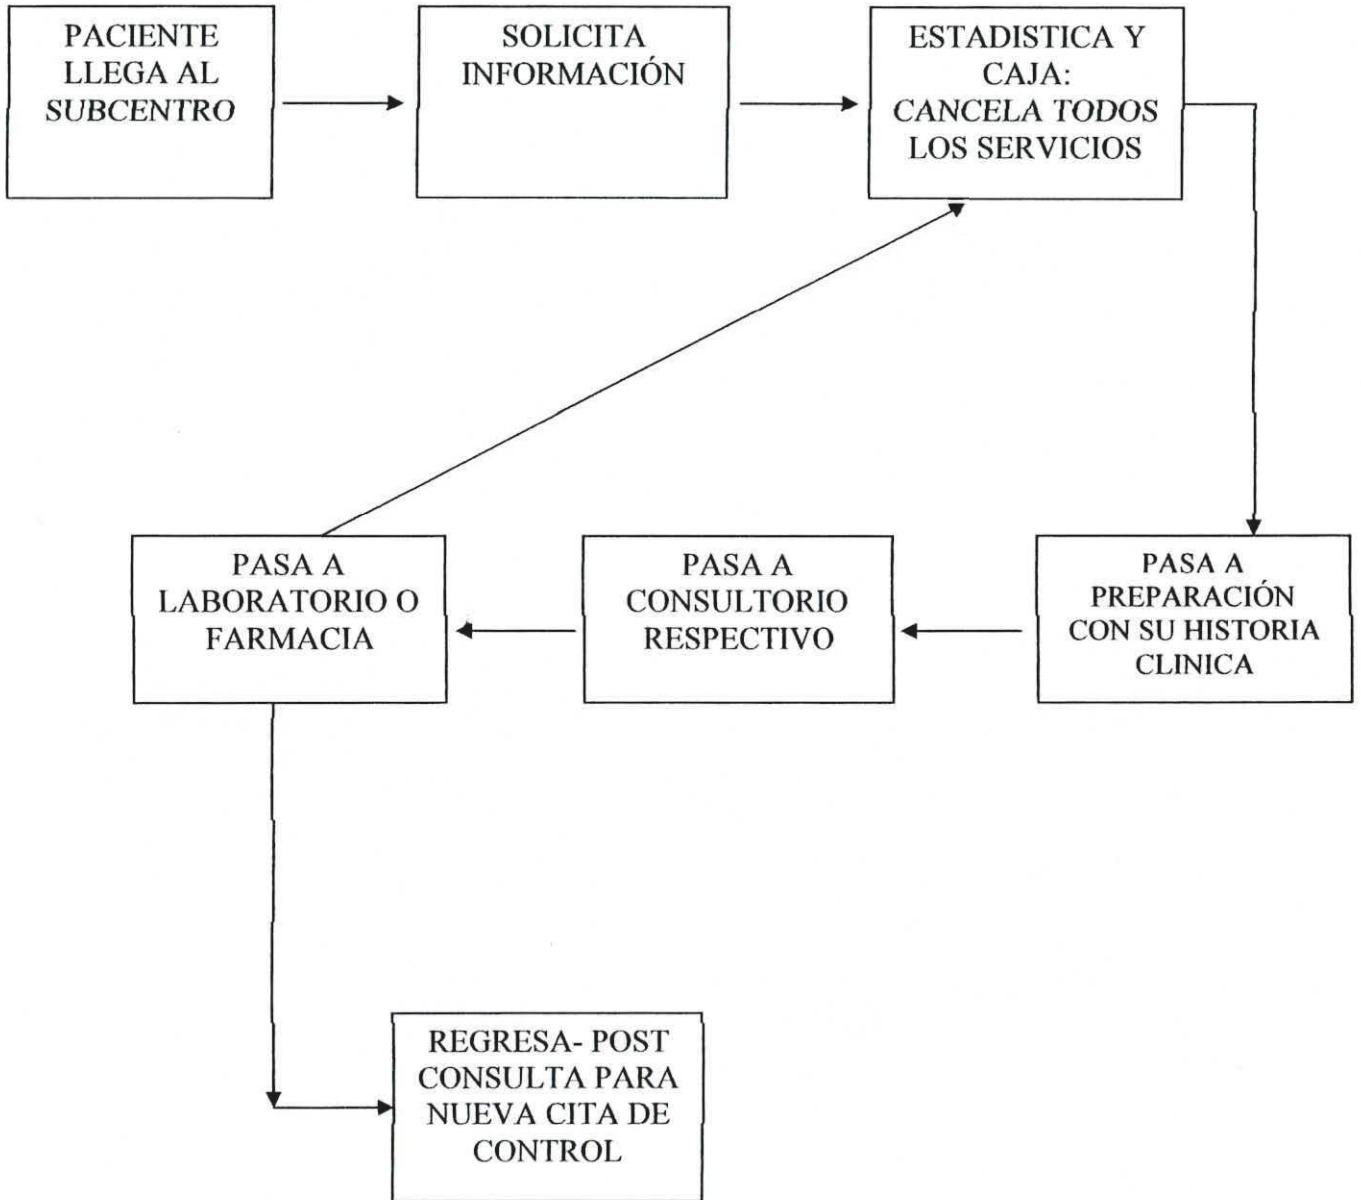 PACIENTE
LLEGA AL
SUBCENTRO
SOLICITA
INFORMACIÓN
ESTADISTICA Y
CAJA:
CANCELA TODOS
LOS SERVICIOS
PASA A
LABORATORIO O
FARMACIA
PASA A
CONSULTORIO
RESPECTIVO
PASA A
PREPARACIÓN
CON SU HISTORIA
CLINICA
REGRESA- POST
CONSULTA PARA
NUEVA CITA DE
CONTROL